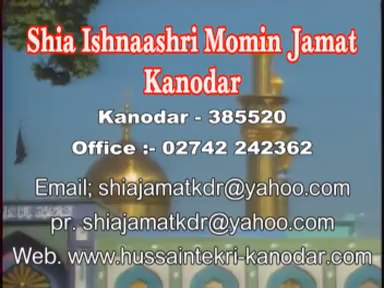 Shia Ishnaashri Momin Jamat
Kanodar
Kanodar - 385520
Office :- 02742 242362
Email; shiajamatkdr@yahoo.com
pr. shiajamatkdr@yahoo.com
Web. www.hussaintekri-kanodar.com